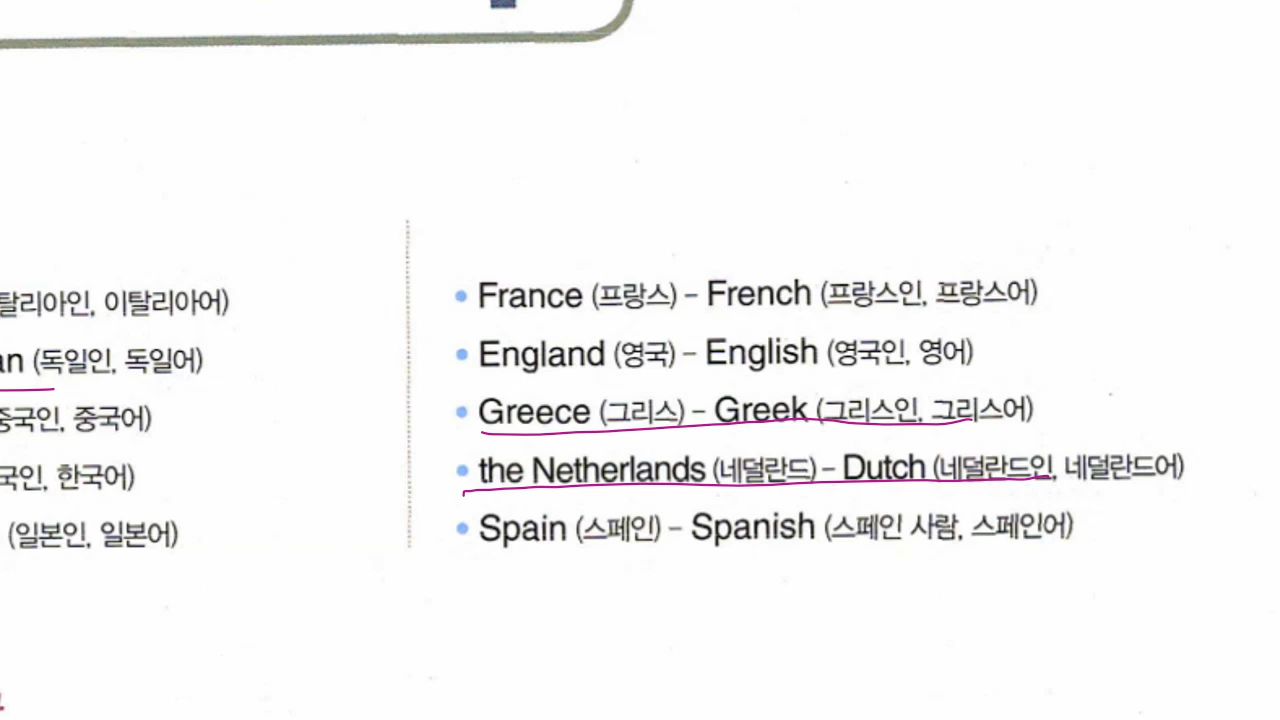 탈리아인, 이탈리아어)
an (독일인, 독일어)
중국인, 중국어)
국인, 한국어)
(일본인, 일본어)
• France (프랑스) – French (프랑스인, 프랑스어)
• England (영국) – English (영국인, 영어)
• Greece (그리스) – Greek (그리스인, 그리스어)
• the Netherlands (네덜란드) – Dutch (네덜란드인, 네덜란드어)
• Spain (스페인) – Spanish (스페인 사람, 스페인어)